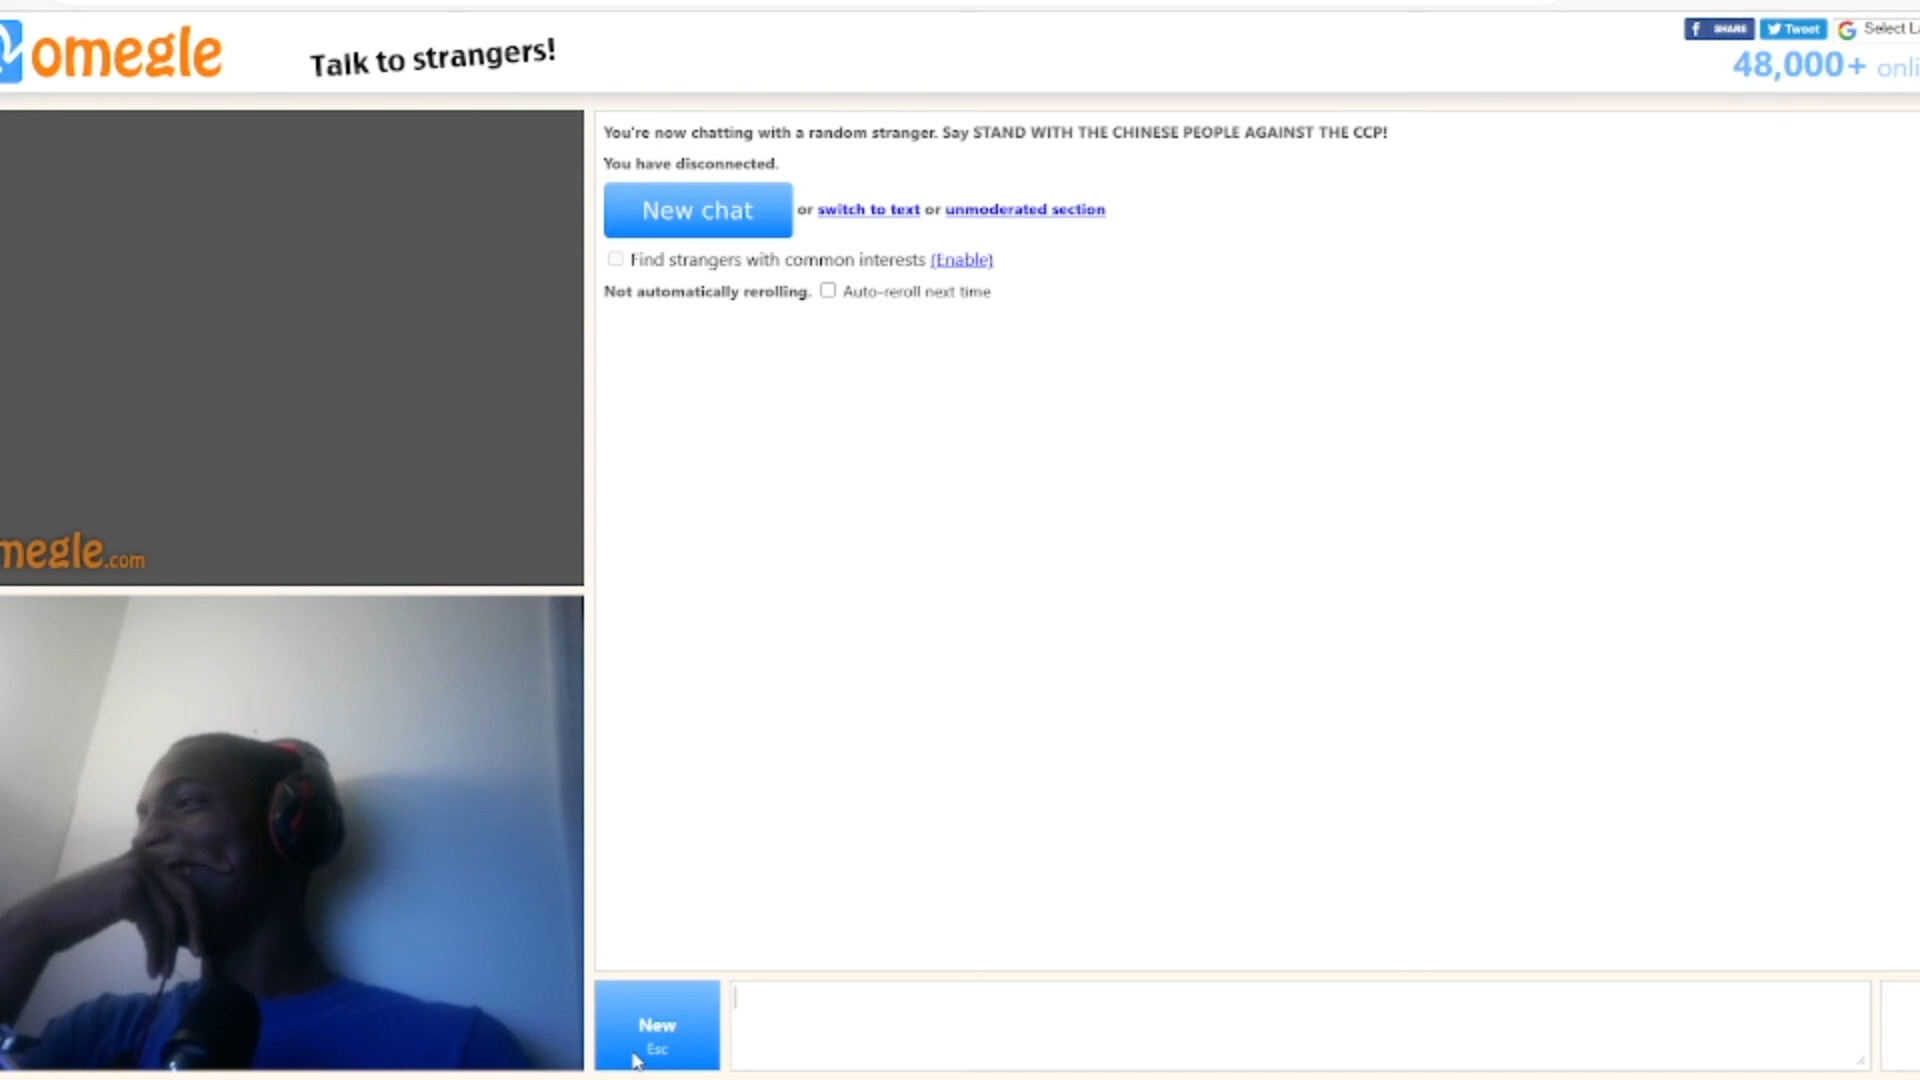 omegle
Talk to strangers!
SHARE
Tweet
Select
48,000+
You're now chatting with a random stranger. Say STAND WITH THE CHINESE PEOPLE AGAINST THE CCP!
You have disconnected.
New chat or switch to text or unmoderated section
Find strangers with common interests (Enable)
Not automatically rerolling. Auto-reroll next time
megle.com
New
Esc